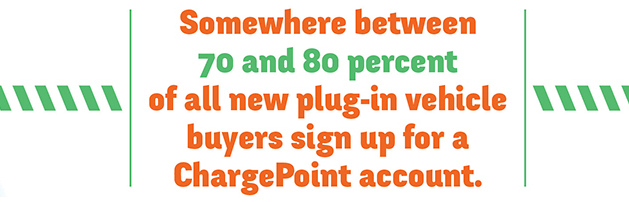 Somewhere between
70 and 80 percent
of all new plug-in vehicle
buyers sign up for a
ChargePoint account.